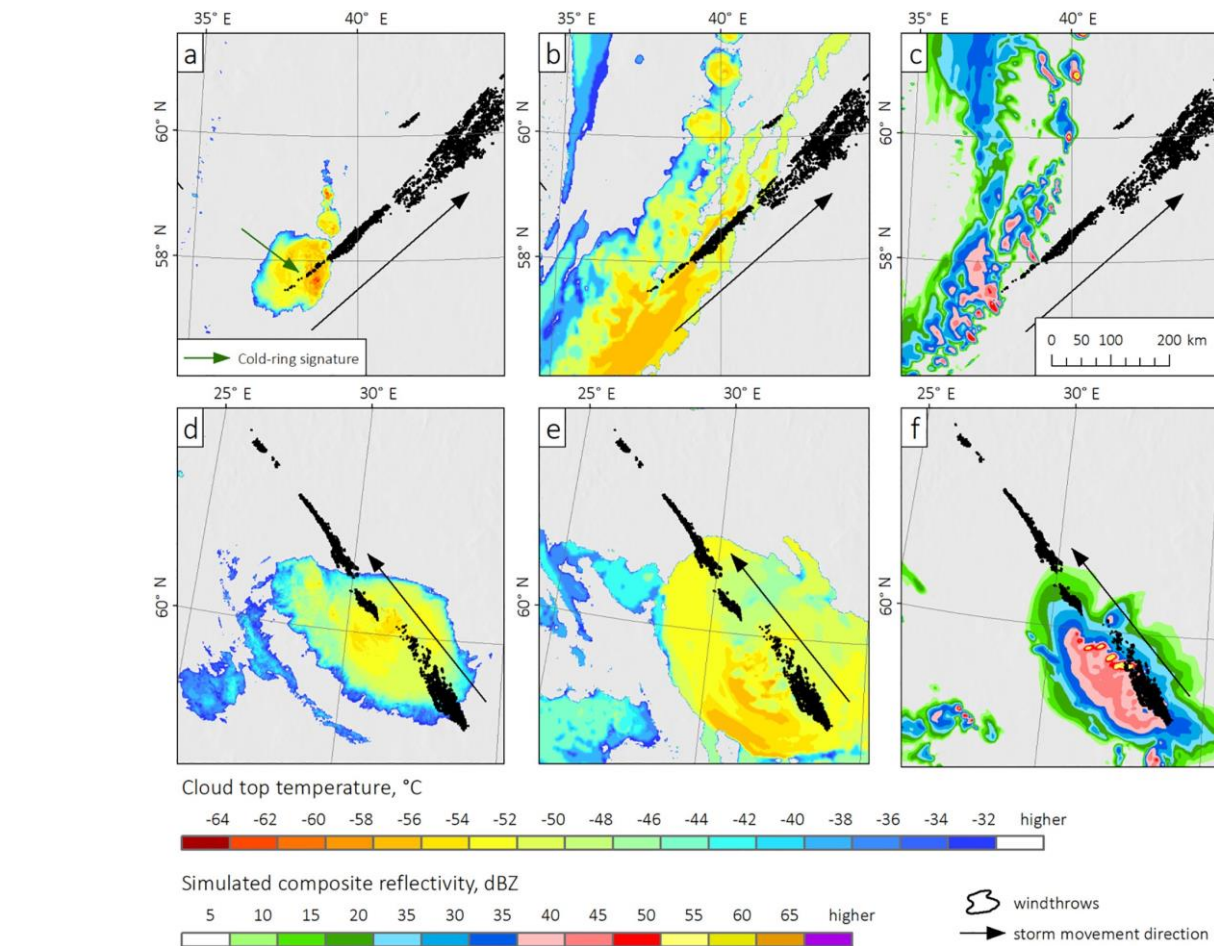 35° E 40° E 35° E 40° E 35° E 40° E
a b c
60° N 60° N 60° N
58° N 58° N 58° N
Cold-ring signature
0 50 100 200 km
25° E 30° E 25° E 30° E 25° E 30° E
d e f
60° N 60° N 60° N
Cloud top temperature, °C
-64 -62 -60 -58 -56 -54 -52 -50 -48 -46 -44 -42 -40 -38 -36 -34 -32 higher
Simulated composite reflectivity, dBZ
5 10 15 20 35 30 35 40 45 50 55 60 65 higher
windthrows
storm movement direction